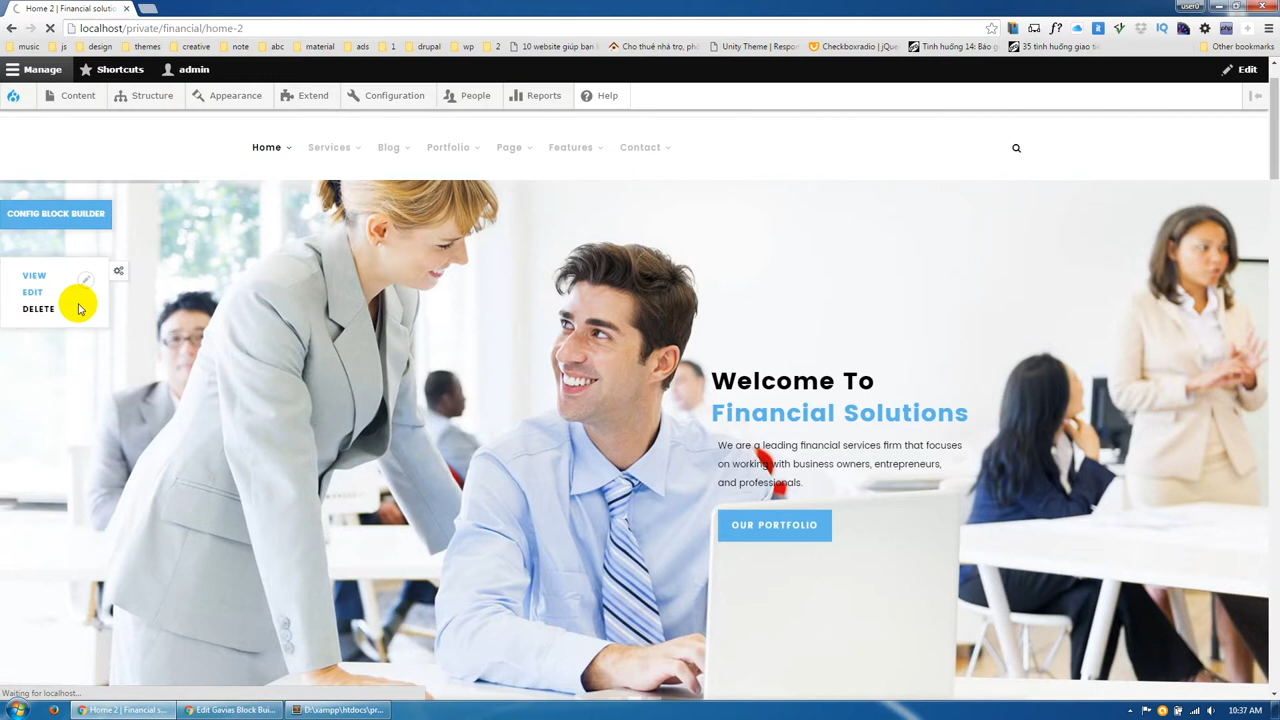 Home 2 | Financial solutio
user0
localhost/private/financial/home-2
music js design themes creative note abc material ads 1 drupal wp 2 10 website giúp bạn Cho thuê nhà trọ, ph Unity Theme | Respon Checkboxradio | jQue Tình huống 14: Báo g 35 tình huống giao ti Other bookmarks
Manage Shortcuts admin Edit
Content Structure Appearance Extend Configuration People Reports Help
Home Services Blog Portfolio Page Features Contact
CONFIG BLOCK BUILDER
VIEW
EDIT
DELETE
Welcome To
Financial Solutions
We are a leading financial services firm that focuses
on working with business owners, entrepreneurs,
and professionals.
OUR PORTFOLIO
Waiting for localhost...
Home 2 | Financial s... Edit Gavias Block Bui... D:\xampp\htdocs\pr... 10:37 AM